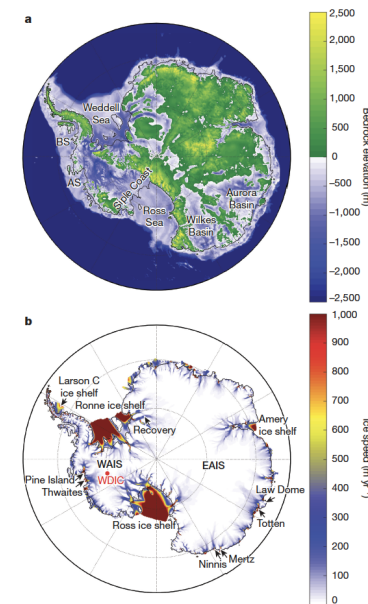 a
2,500
2,000
1,500
1,000
500
0
−500
−1,000
−1,500
−2,000
−2,500
Bedrock elevation (m)
Weddell
Sea
BS
AS
Siple Coast
Ross
Sea
Aurora
Basin
Wilkes
Basin
b
1,000
900
800
700
600
500
400
300
200
100
0
Ice speed (m yr⁻¹)
Larson C
ice shelf
Ronne ice shelf
Recovery
Amery
ice shelf
WAIS
EAIS
Pine Island
WDIC
Thwaites
Law Dome
Ross ice shelf
Totten
Ninnis
Mertz